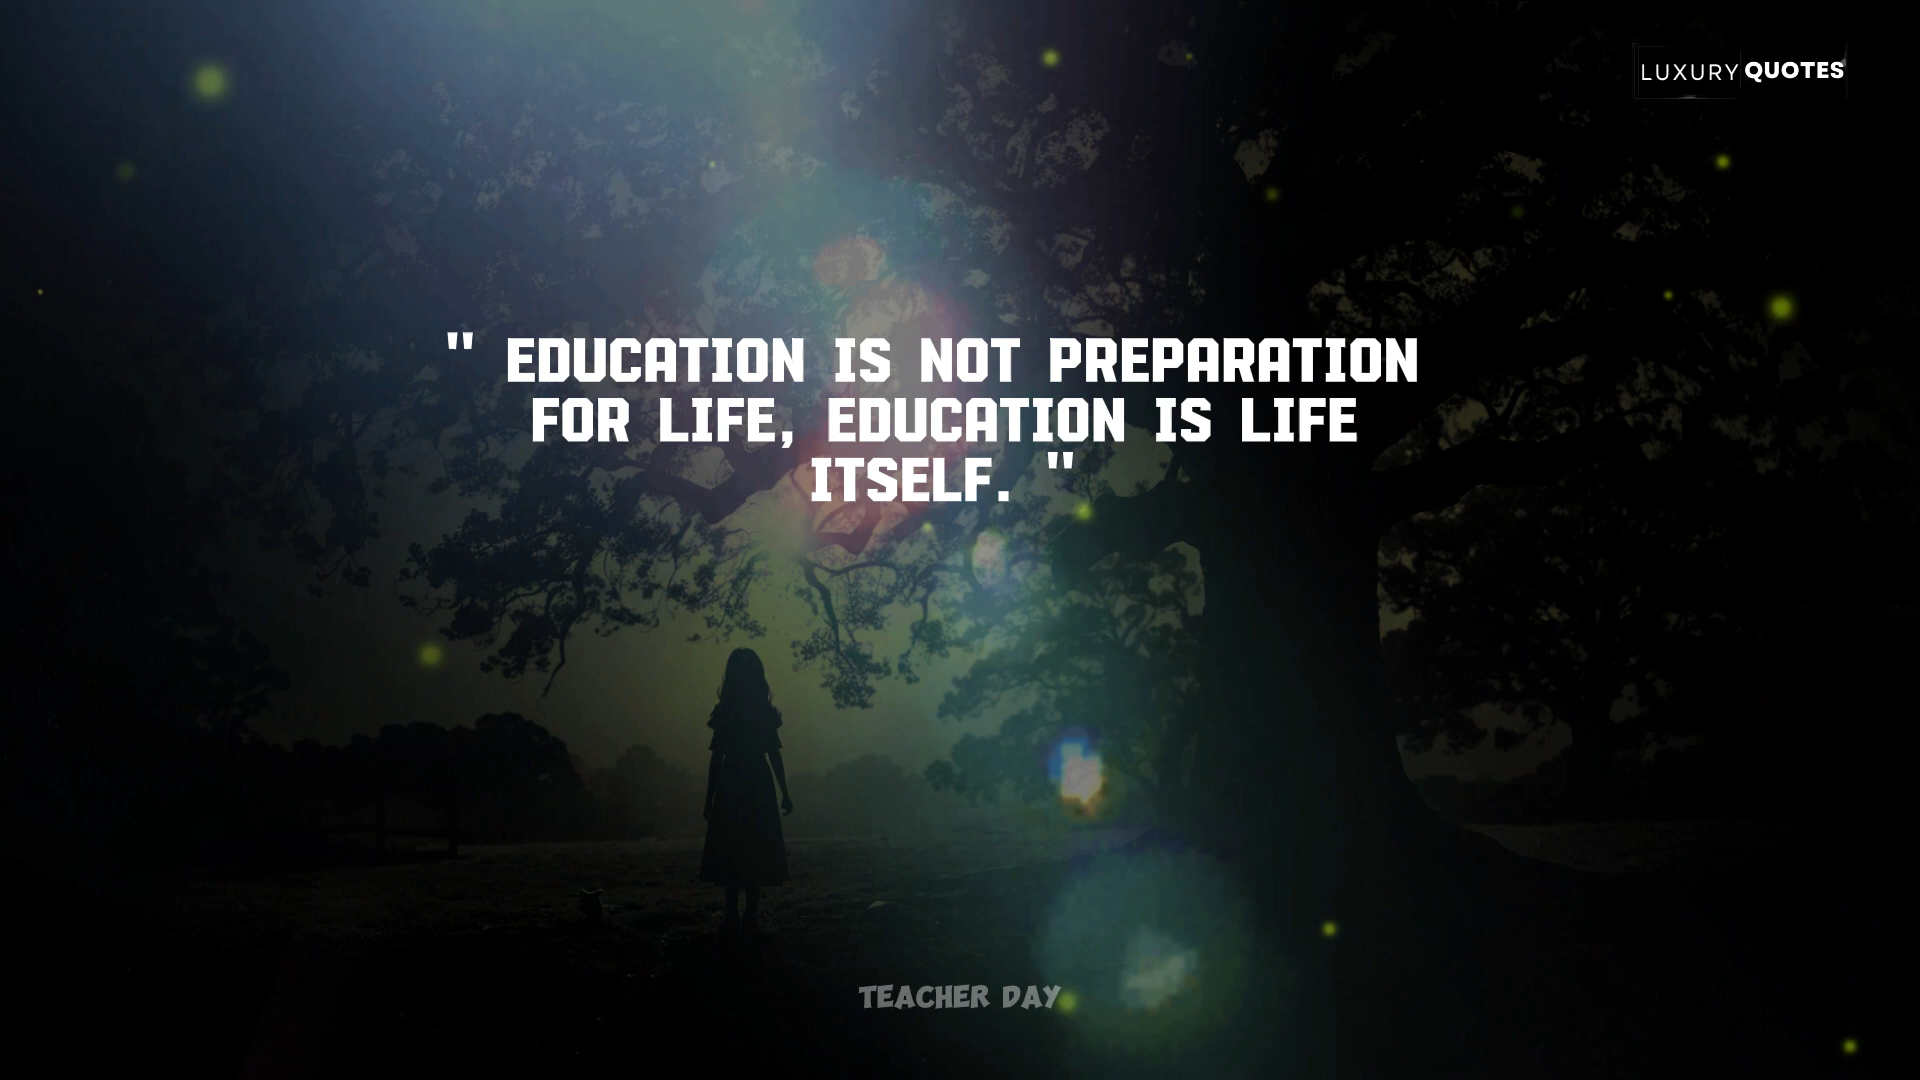 LUXURY QUOTES
" EDUCATION IS NOT PREPARATION
FOR LIFE, EDUCATION IS LIFE
ITSELF. "
TEACHER DAY